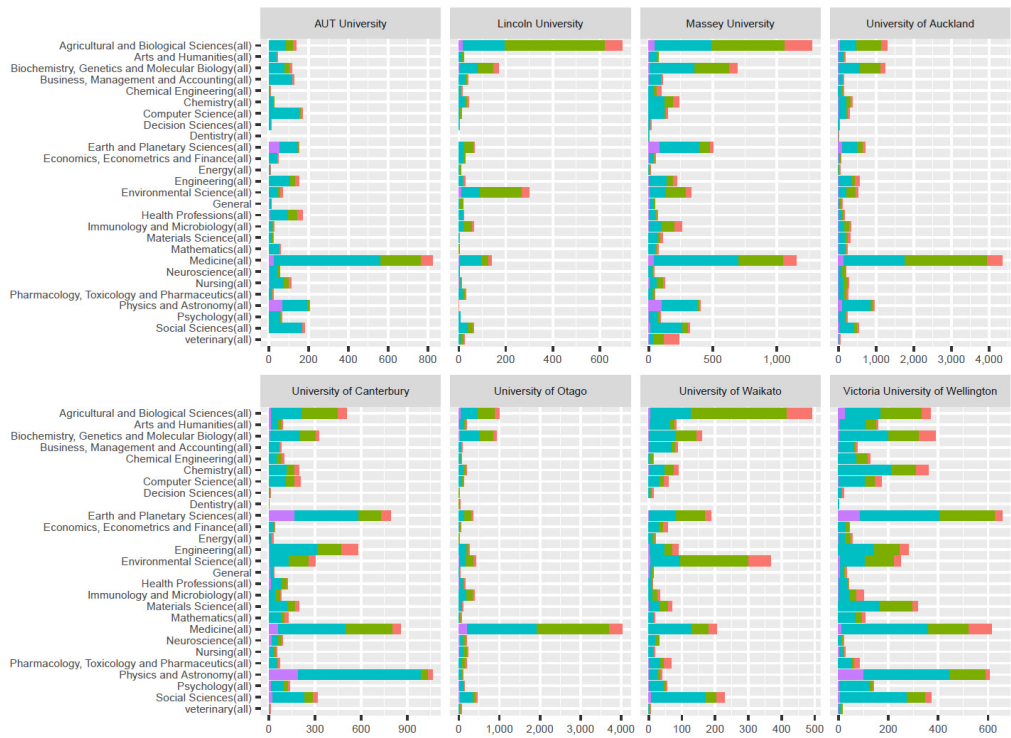 AUT University Lincoln University Massey University University of Auckland
Agricultural and Biological Sciences(all)
Arts and Humanities(all)
Biochemistry, Genetics and Molecular Biology(all)
Business, Management and Accounting(all)
Chemical Engineering(all)
Chemistry(all)
Computer Science(all)
Decision Sciences(all)
Dentistry(all)
Earth and Planetary Sciences(all)
Economics, Econometrics and Finance(all)
Energy(all)
Engineering(all)
Environmental Science(all)
General
Health Professions(all)
Immunology and Microbiology(all)
Materials Science(all)
Mathematics(all)
Medicine(all)
Neuroscience(all)
Nursing(all)
Pharmacology, Toxicology and Pharmaceutics(all)
Physics and Astronomy(all)
Psychology(all)
Social Sciences(all)
veterinary(all)
0 200 400 600 800 0 200 400 600 0 500 1,000 0 1,000 2,000 3,000 4,000
University of Canterbury University of Otago University of Waikato Victoria University of Wellington
Agricultural and Biological Sciences(all)
Arts and Humanities(all)
Biochemistry, Genetics and Molecular Biology(all)
Business, Management and Accounting(all)
Chemical Engineering(all)
Chemistry(all)
Computer Science(all)
Decision Sciences(all)
Dentistry(all)
Earth and Planetary Sciences(all)
Economics, Econometrics and Finance(all)
Energy(all)
Engineering(all)
Environmental Science(all)
General
Health Professions(all)
Immunology and Microbiology(all)
Materials Science(all)
Mathematics(all)
Medicine(all)
Neuroscience(all)
Nursing(all)
Pharmacology, Toxicology and Pharmaceutics(all)
Physics and Astronomy(all)
Psychology(all)
Social Sciences(all)
veterinary(all)
0 300 600 900 0 1,000 2,000 3,000 4,000 0 100 200 300 400 500 0 200 400 600